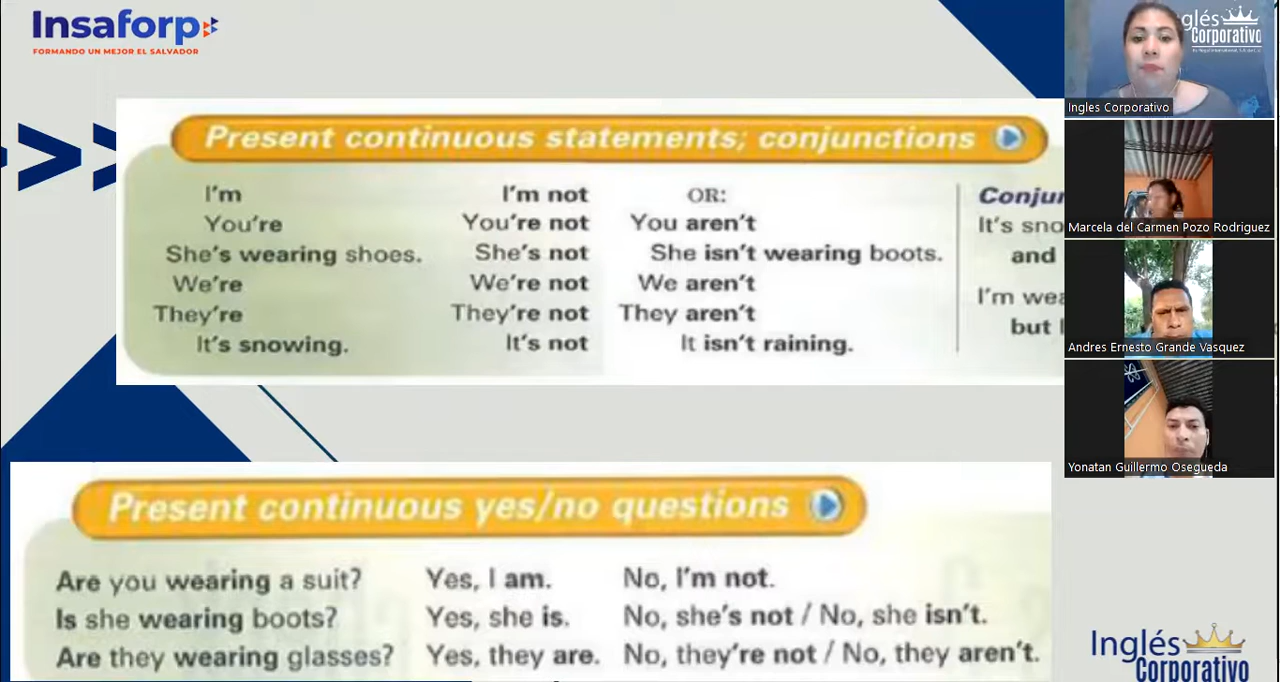 Insaforp
FORMANDO UN MEJOR EL SALVADOR
Present continuous statements; conjunctions
I'm I'm not OR:
You're You're not You aren't
She's wearing shoes. She's not She isn't wearing boots.
We're We're not We aren't
They're They're not They aren't
It's snowing. It's not It isn't raining.
It's
and
I'm
but
Present continuous yes/no questions
Are you wearing a suit? Yes, I am. No, I'm not.
Is she wearing boots? Yes, she is. No, she's not / No, she isn't.
Are they wearing glasses? Yes, they are. No, they're not / No, they aren't.
Corporativo
Ingles Corporativo
Marcela del Carmen Pozo Rodriguez
Andres Ernesto Grande Vasquez
Yonatan Guillermo Osegueda
Inglés
Corporativo